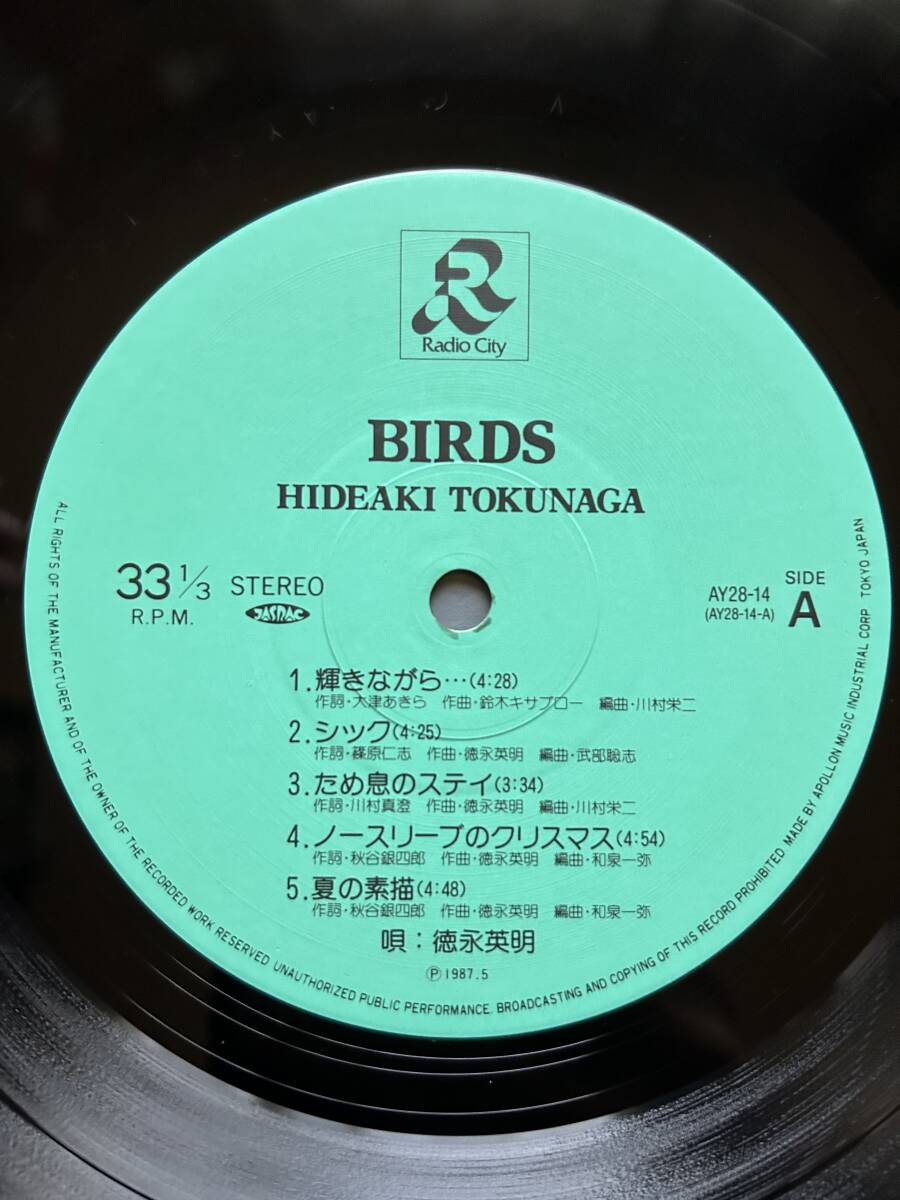 Radio City
BIRDS
HIDEAKI TOKUNAGA
33 1/3
R.P.M.
STEREO
JASRAC
AY28-14
(AY28-14-A)
SIDE
A
1.輝きながら…(4:28)
作詞・大津あきら 作曲・鈴木キサブロー 編曲・川村栄二
2.シック(4:25)
作詞・篠原仁志 作曲・徳永英明 編曲・武部聡志
3.ため息のステイ(3:34)
作詞・川村真澄 作曲・徳永英明 編曲・川村栄二
4.ノースリーブのクリスマス(4:54)
作詞・秋谷銀四郎 作曲・徳永英明 編曲・和泉一弥
5.夏の素描(4:48)
作詞・秋谷銀四郎 作曲・徳永英明 編曲・和泉一弥
唄：徳永英明
Ⓟ1987.5
ALL RIGHTS OF THE MANUFACTURER AND OF THE OWNER OF THE RECORDED WORK RESERVED UNAUTHORIZED PUBLIC PERFORMANCE. BROADCASTING AND COPYING OF THIS RECORD PROHIBITED MADE BY APOLLON MUSIC INDUSTRIAL CORP TOKYO JAPAN